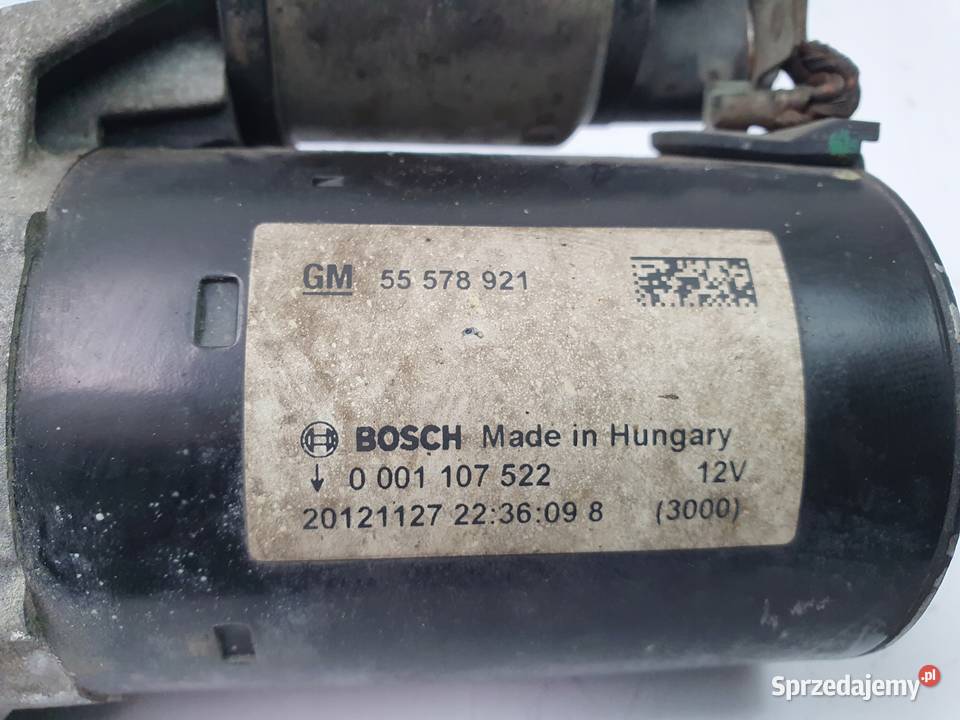 GM 55 578 921
BOSCH Made in Hungary
0 001 107 522 12V
20121127 22:36:09 8 (3000)
Sprzedajemy.pl